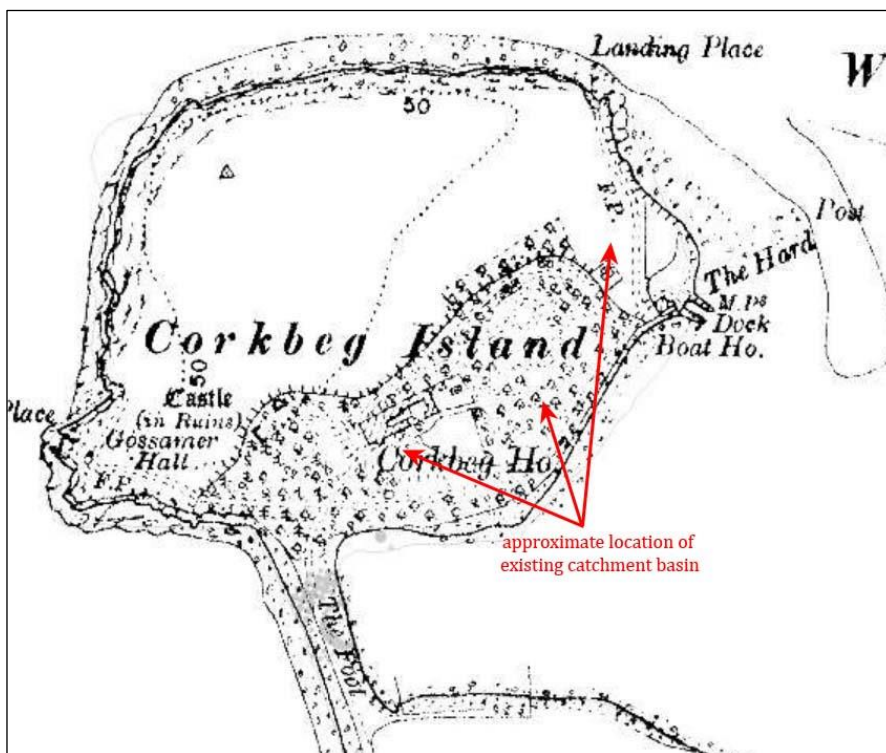 Landing Place
W
50
F.P.
Post
The Hard
M.Ps
Dock
Boat Ho.
Corkbeg Island
50
Castle
(in Ruins)
Gossamer
Hall
Place
F.P.
Corkbeg Ho.
approximate location of
existing catchment basin
The Foot